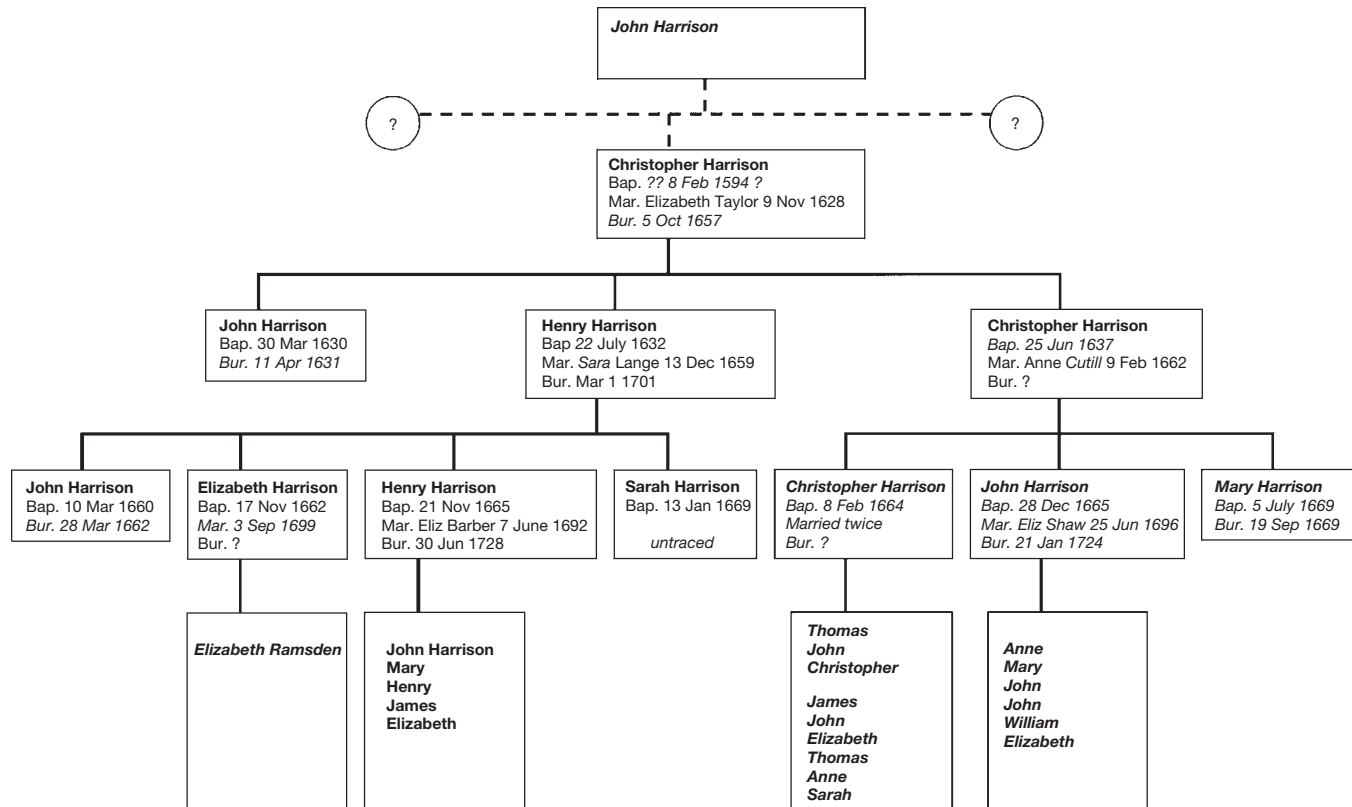 John Harrison
?
?
Christopher Harrison
Bap. ?? 8 Feb 1594 ?
Mar. Elizabeth Taylor 9 Nov 1628
Bur. 5 Oct 1657
John Harrison
Bap. 30 Mar 1630
Bur. 11 Apr 1631
Henry Harrison
Bap 22 July 1632
Mar. Sara Lange 13 Dec 1659
Bur. Mar 1 1701
Christopher Harrison
Bap. 25 Jun 1637
Mar. Anne Cutill 9 Feb 1662
Bur. ?
John Harrison
Bap. 10 Mar 1660
Bur. 28 Mar 1662
Elizabeth Harrison
Bap. 17 Nov 1662
Mar. 3 Sep 1699
Bur. ?
Henry Harrison
Bap. 21 Nov 1665
Mar. Eliz Barber 7 June 1692
Bur. 30 Jun 1728
Sarah Harrison
Bap. 13 Jan 1669
untraced
Christopher Harrison
Bap. 8 Feb 1664
Married twice
Bur. ?
John Harrison
Bap. 28 Dec 1665
Mar. Eliz Shaw 25 Jun 1696
Bur. 21 Jan 1724
Mary Harrison
Bap. 5 July 1669
Bur. 19 Sep 1669
Elizabeth Ramsden
John Harrison
Mary
Henry
James
Elizabeth
Thomas
John
Christopher
James
John
Elizabeth
Thomas
Anne
Sarah
Anne
Mary
John
John
William
Elizabeth